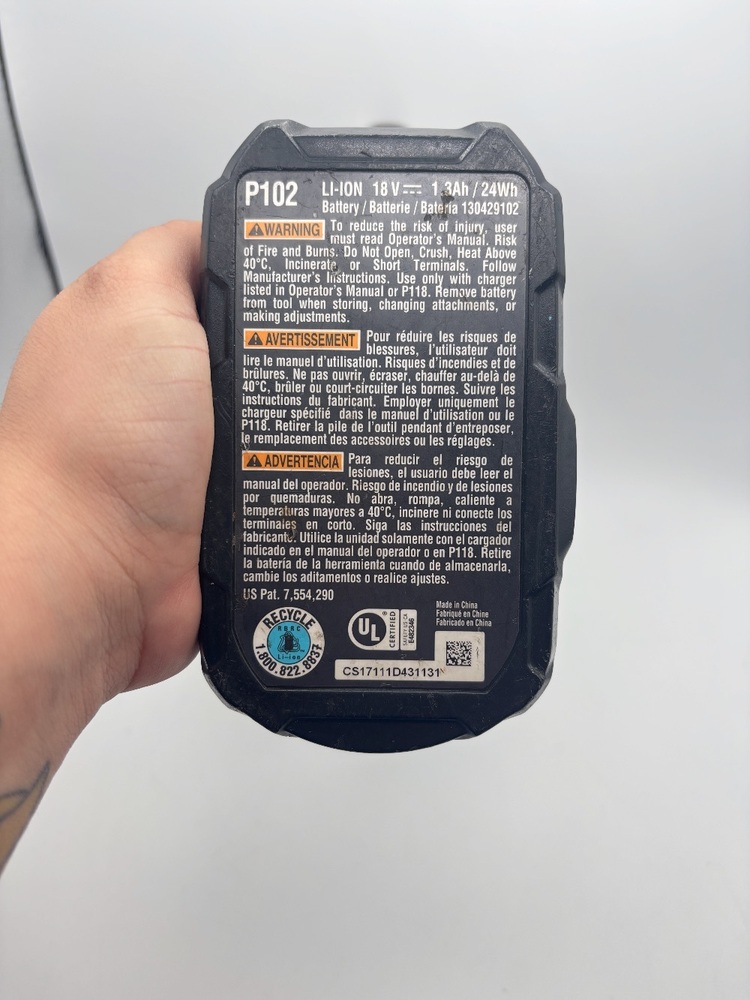 P102 LI-ION 18 V 1.3Ah / 24Wh
Battery / Batterie / Batería 130429102
WARNING To reduce the risk of injury, user
must read Operator's Manual. Risk
of Fire and Burns. Do Not Open, Crush, Heat Above
40°C, Incinerate or Short Terminals. Follow
Manufacturer's Instructions. Use only with charger
listed in Operator's Manual or P118. Remove battery
from tool when storing, changing attachments, or
making adjustments.
AVERTISSEMENT Pour réduire les risques de
blessures, l'utilisateur doit
lire le manuel d'utilisation. Risques d'incendies et de
brûlures. Ne pas ouvrir, écraser, chauffer au-delà de
40°C, brûler ou court-circuiter les bornes. Suivre les
instructions du fabricant. Employer uniquement le
chargeur spécifié dans le manuel d'utilisation ou le
P118. Retirer la pile de l'outil pendant d'entreposer,
le remplacement des accessoires ou les réglages.
ADVERTENCIA Para reducir el riesgo de
lesiones, el usuario debe leer el
manual del operador. Riesgo de incendio y de lesiones
por quemaduras. No abra, rompa, caliente a
temperaturas mayores a 40°C, incinere ni conecte los
terminales en corto. Siga las instrucciones del
fabricante. Utilice la unidad solamente con el cargador
indicado en el manual del operador o en P118. Retire
la batería de la herramienta cuando de almacenarla,
cambie los aditamentos o realice ajustes.
US Pat. 7,554,290
RECYCLE
RBRC
Li-ion
1.800.822.8837
UL ®
CERTIFIED
SAFETY US CA
E482346
Made in China
Fabriqué en Chine
Fabricado en China
CS17111D431131N